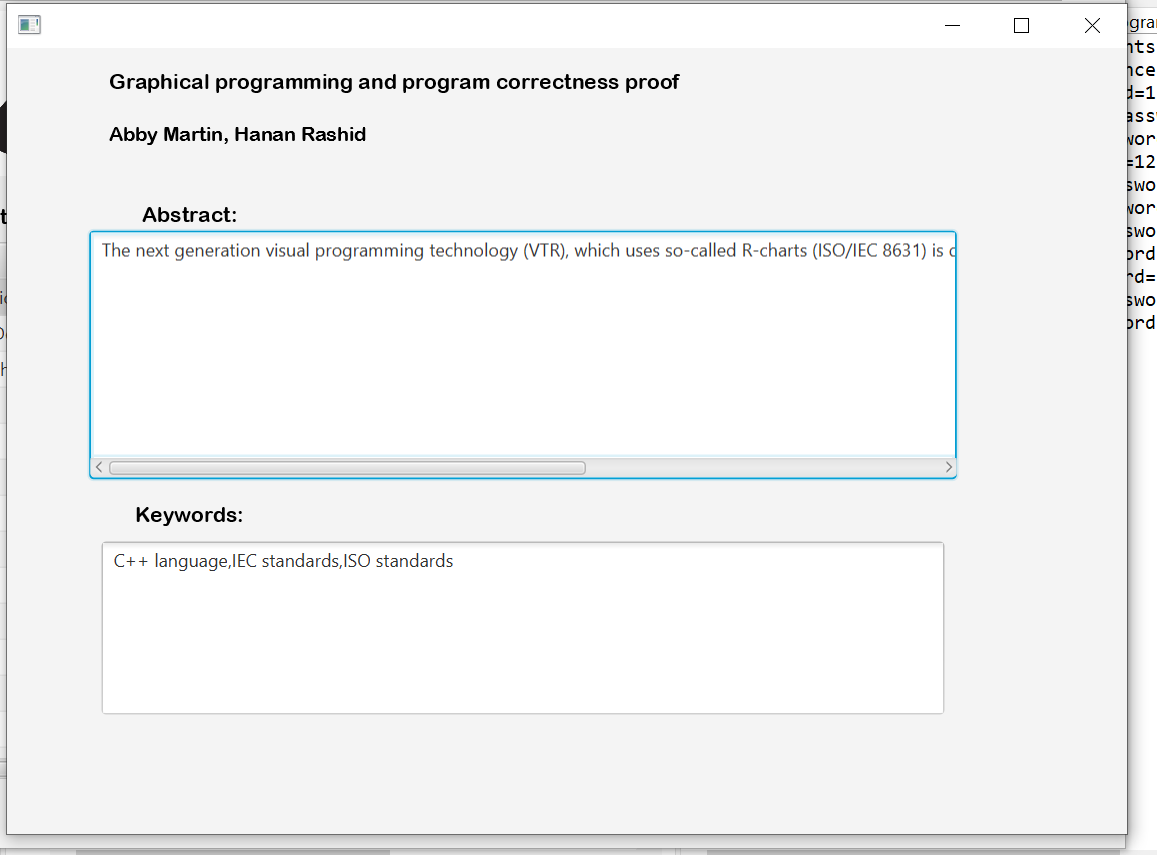 Graphical programming and program correctness proof
Abby Martin, Hanan Rashid
Abstract:
The next generation visual programming technology (VTR), which uses so-called R-charts (ISO/IEC 8631) is
Keywords:
C++ language,IEC standards,ISO standards